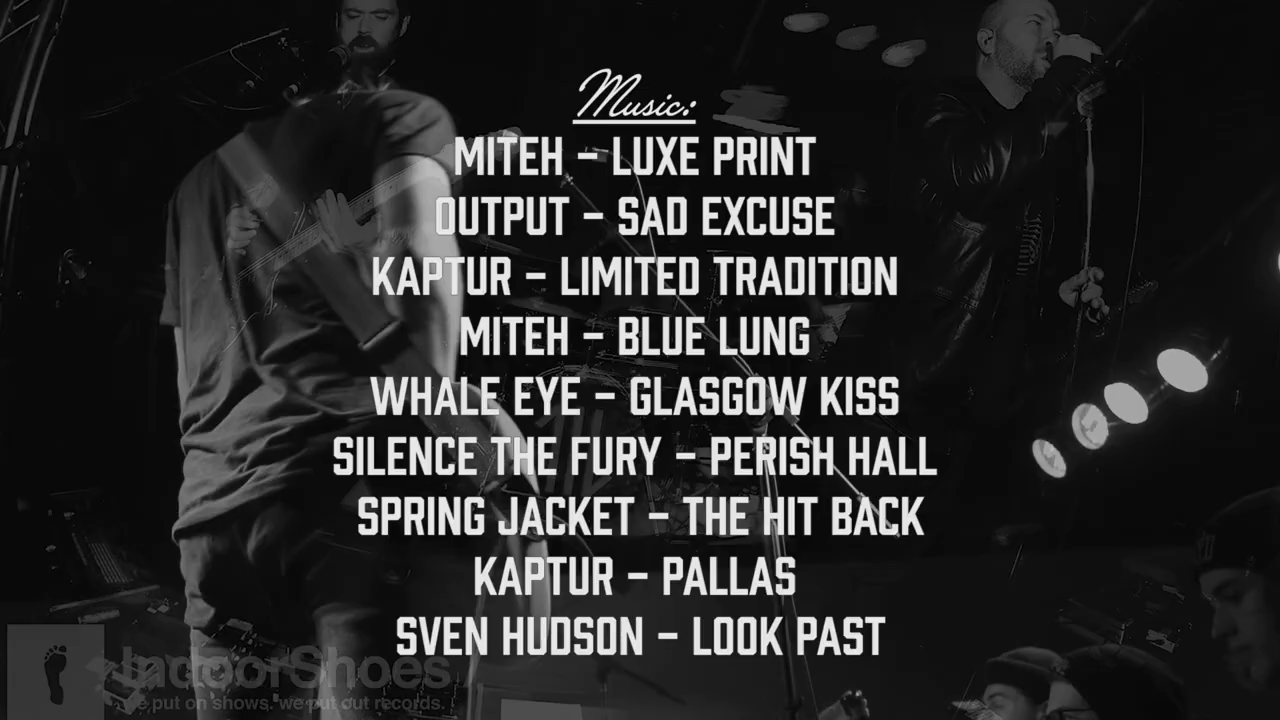 Music:
MITEH – LUXE PRINT
OUTPUT – SAD EXCUSE
KAPTUR – LIMITED TRADITION
MITEH – BLUE LUNG
WHALE EYE – GLASGOW KISS
SILENCE THE FURY – PERISH HALL
SPRING JACKET – THE HIT BACK
KAPTUR – PALLAS
SVEN HUDSON – LOOK PAST
IndoorShoes
we put on shows. we put out records.